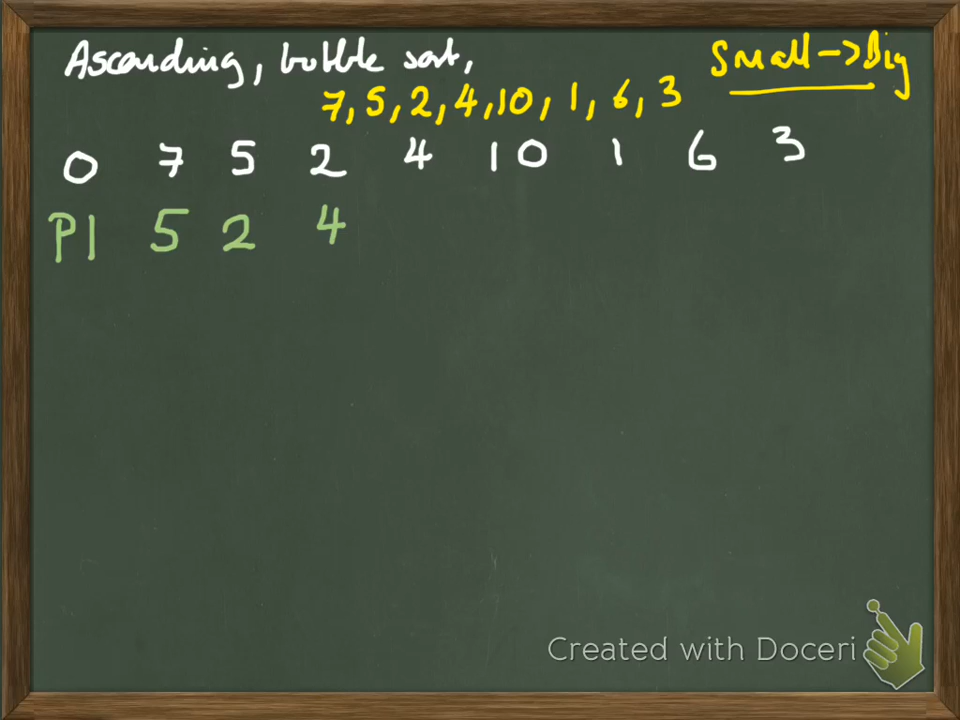 Ascending, bubble sort, Small->Big
7, 5, 2, 4, 10, 1, 6, 3
0 7 5 2 4 10 1 6 3
P1 5 2 4
Created with Doceri